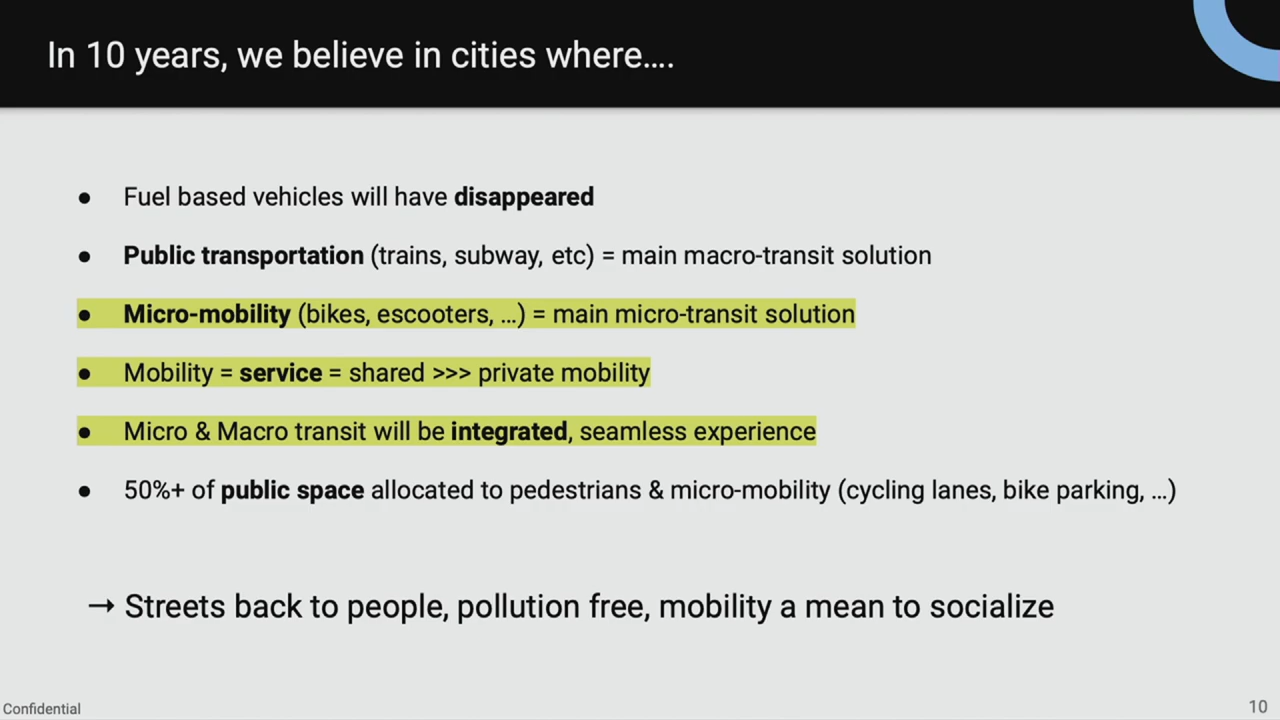 In 10 years, we believe in cities where....
● Fuel based vehicles will have disappeared
● Public transportation (trains, subway, etc) = main macro-transit solution
● Micro-mobility (bikes, escooters, ...) = main micro-transit solution
● Mobility = service = shared >>> private mobility
● Micro & Macro transit will be integrated, seamless experience
● 50%+ of public space allocated to pedestrians & micro-mobility (cycling lanes, bike parking, ...)
→ Streets back to people, pollution free, mobility a mean to socialize
Confidential
10